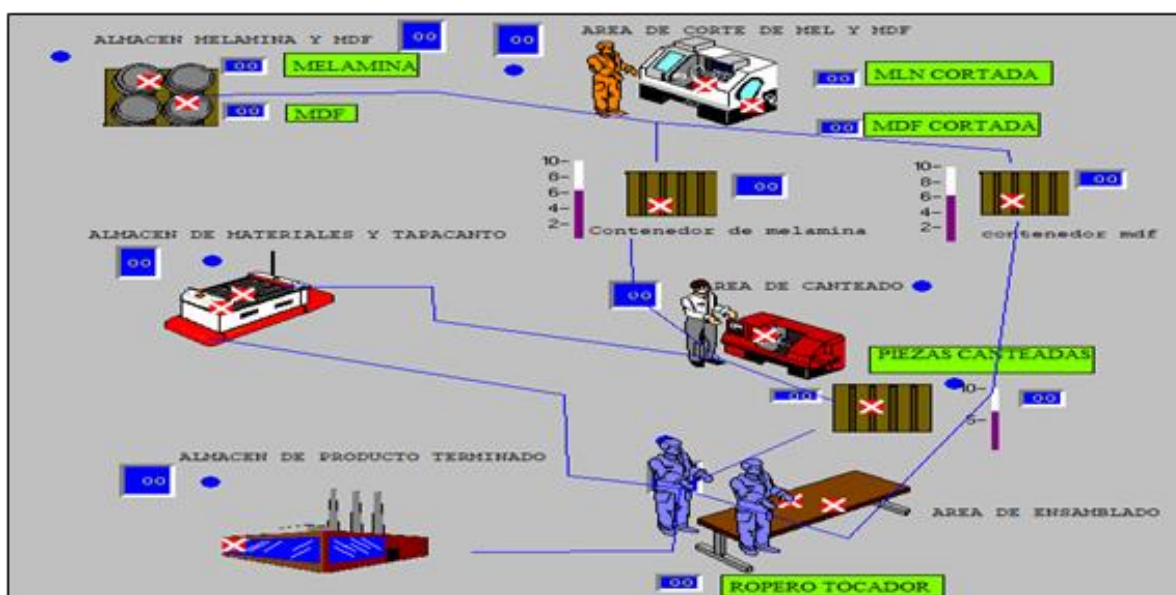 ALMACEN MELAMINA Y MDF
00
00
AREA DE CORTE DE MEL Y MDF
00
MELAMINA
00
MLN CORTADA
00
MDF
00
MDF CORTADA
10-
8-
6-
4-
2-
00
10-
8-
6-
4-
2-
00
Contenedor de melamina
contenedor mdf
ALMACEN DE MATERIALES Y TAPACANTO
00
00
AREA DE CANTEADO
PIEZAS CANTEADAS
00
10-
5-
00
ALMACEN DE PRODUCTO TERMINADO
00
AREA DE ENSAMBLADO
00
ROPERO TOCADOR